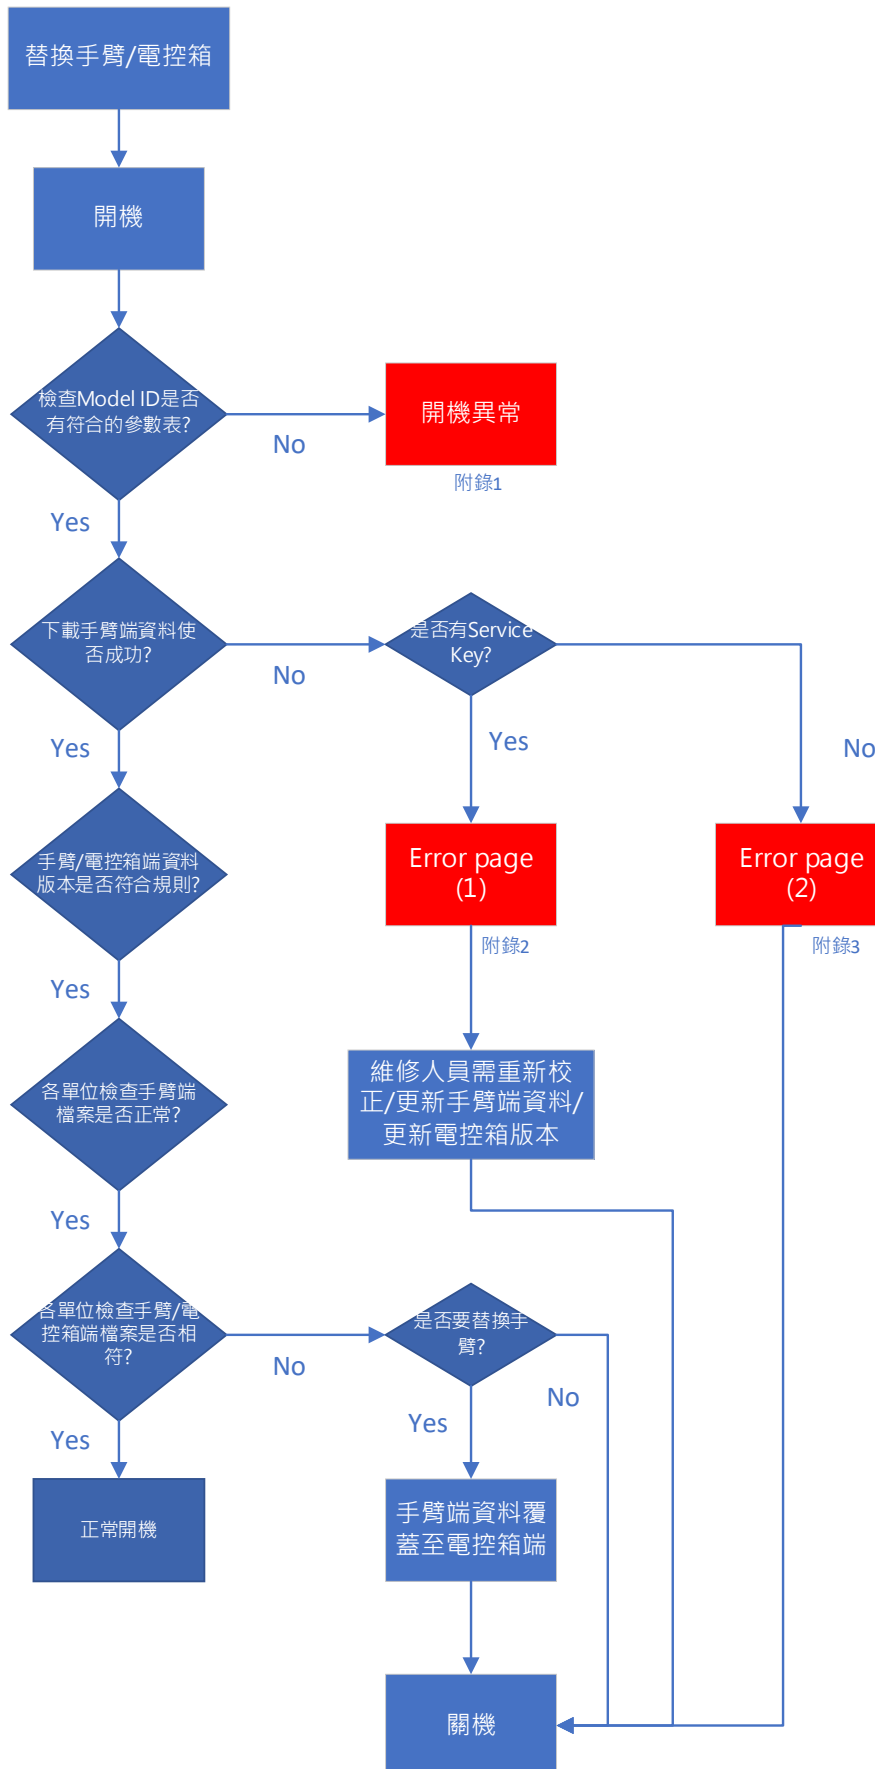 替換手臂/電控箱
開機
檢查Model ID是否
有符合的參數表?
No
開機異常
附錄1
Yes
下載手臂端資料使
否成功?
No
是否有Service
Key?
Yes
No
Yes
手臂/電控箱端資料
版本是否符合規則?
Error page
(1)
附錄2
Error page
(2)
附錄3
Yes
各單位檢查手臂端
檔案是否正常?
維修人員需重新校
正/更新手臂端資料/
更新電控箱版本
Yes
各單位檢查手臂/電
控箱端檔案是否相
符?
No
是否要替換手
臂?
No
Yes
Yes
正常開機
手臂端資料覆
蓋至電控箱端
關機